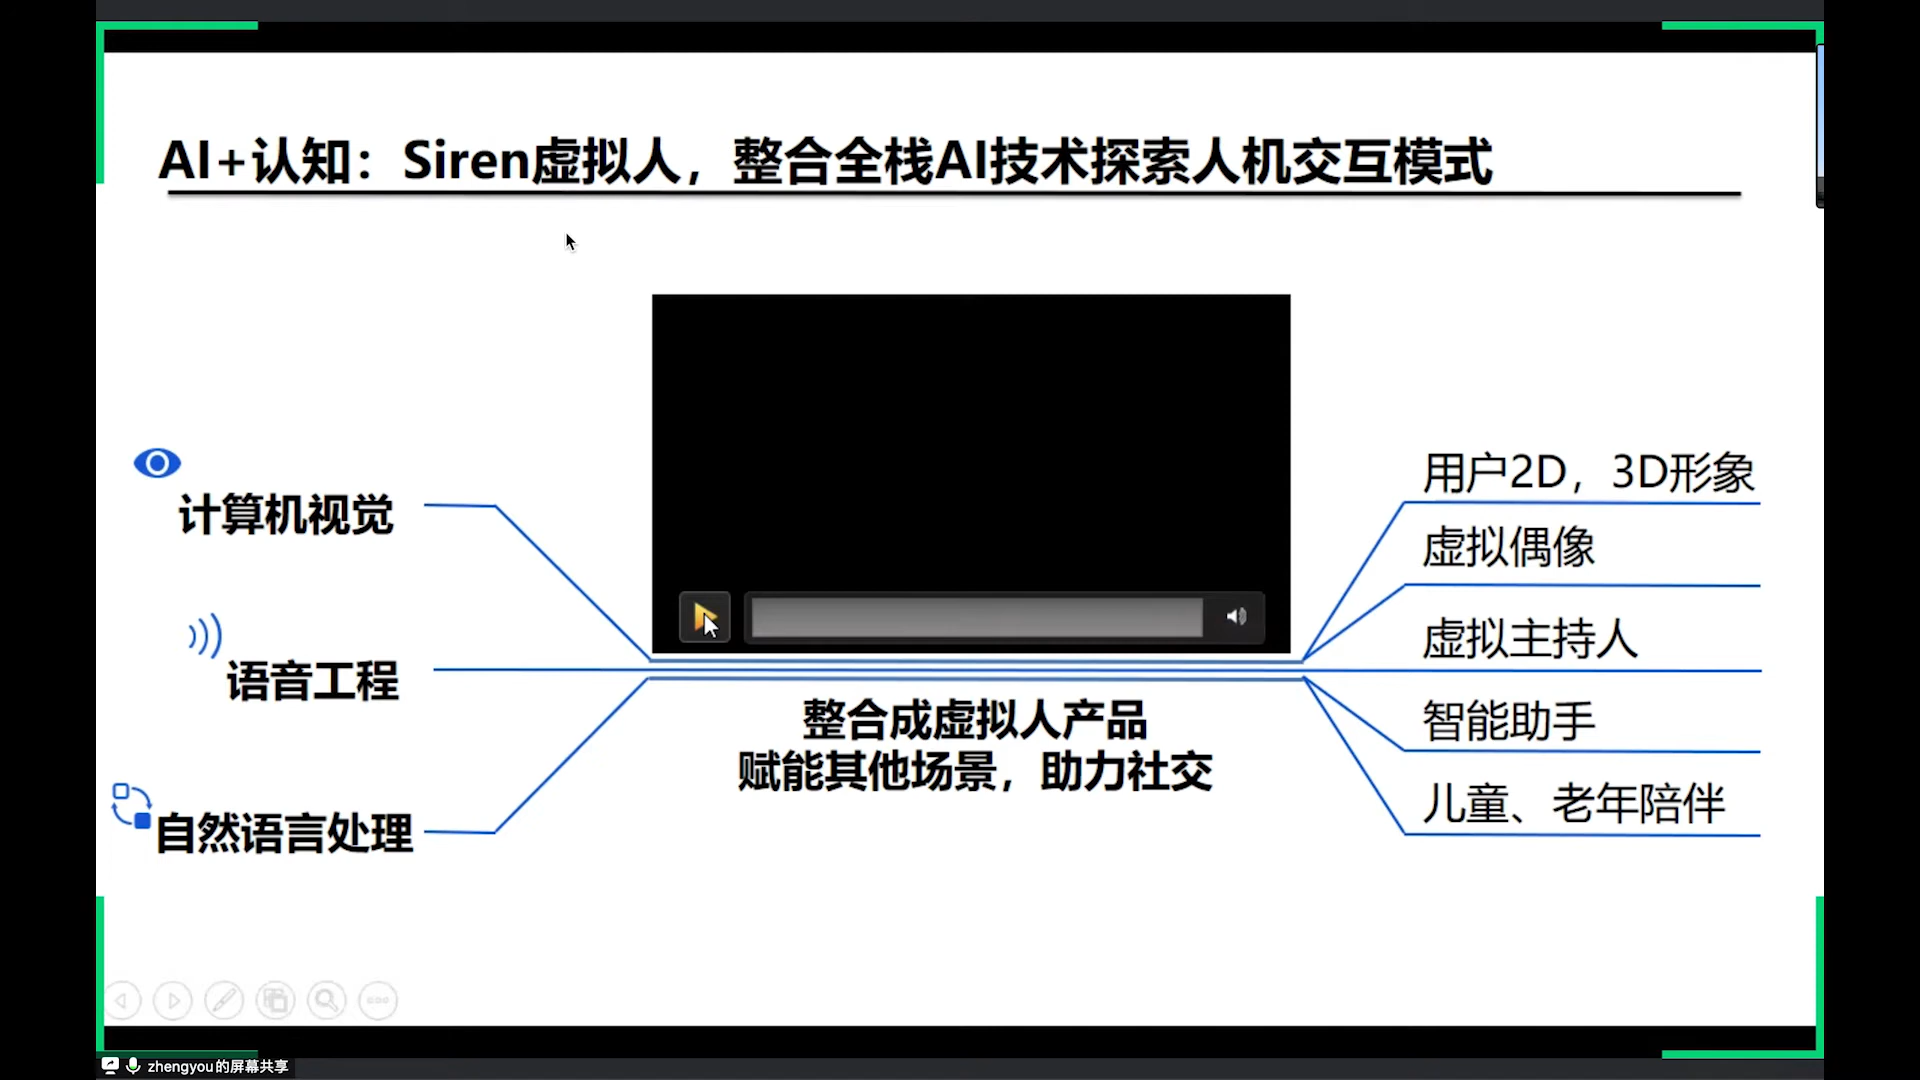 AI+认知：Siren虚拟人，整合全栈AI技术探索人机交互模式
计算机视觉
语音工程
自然语言处理
整合成虚拟人产品
赋能其他场景，助力社交
用户2D，3D形象
虚拟偶像
虚拟主持人
智能助手
儿童、老年陪伴
zhengyou的屏幕共享